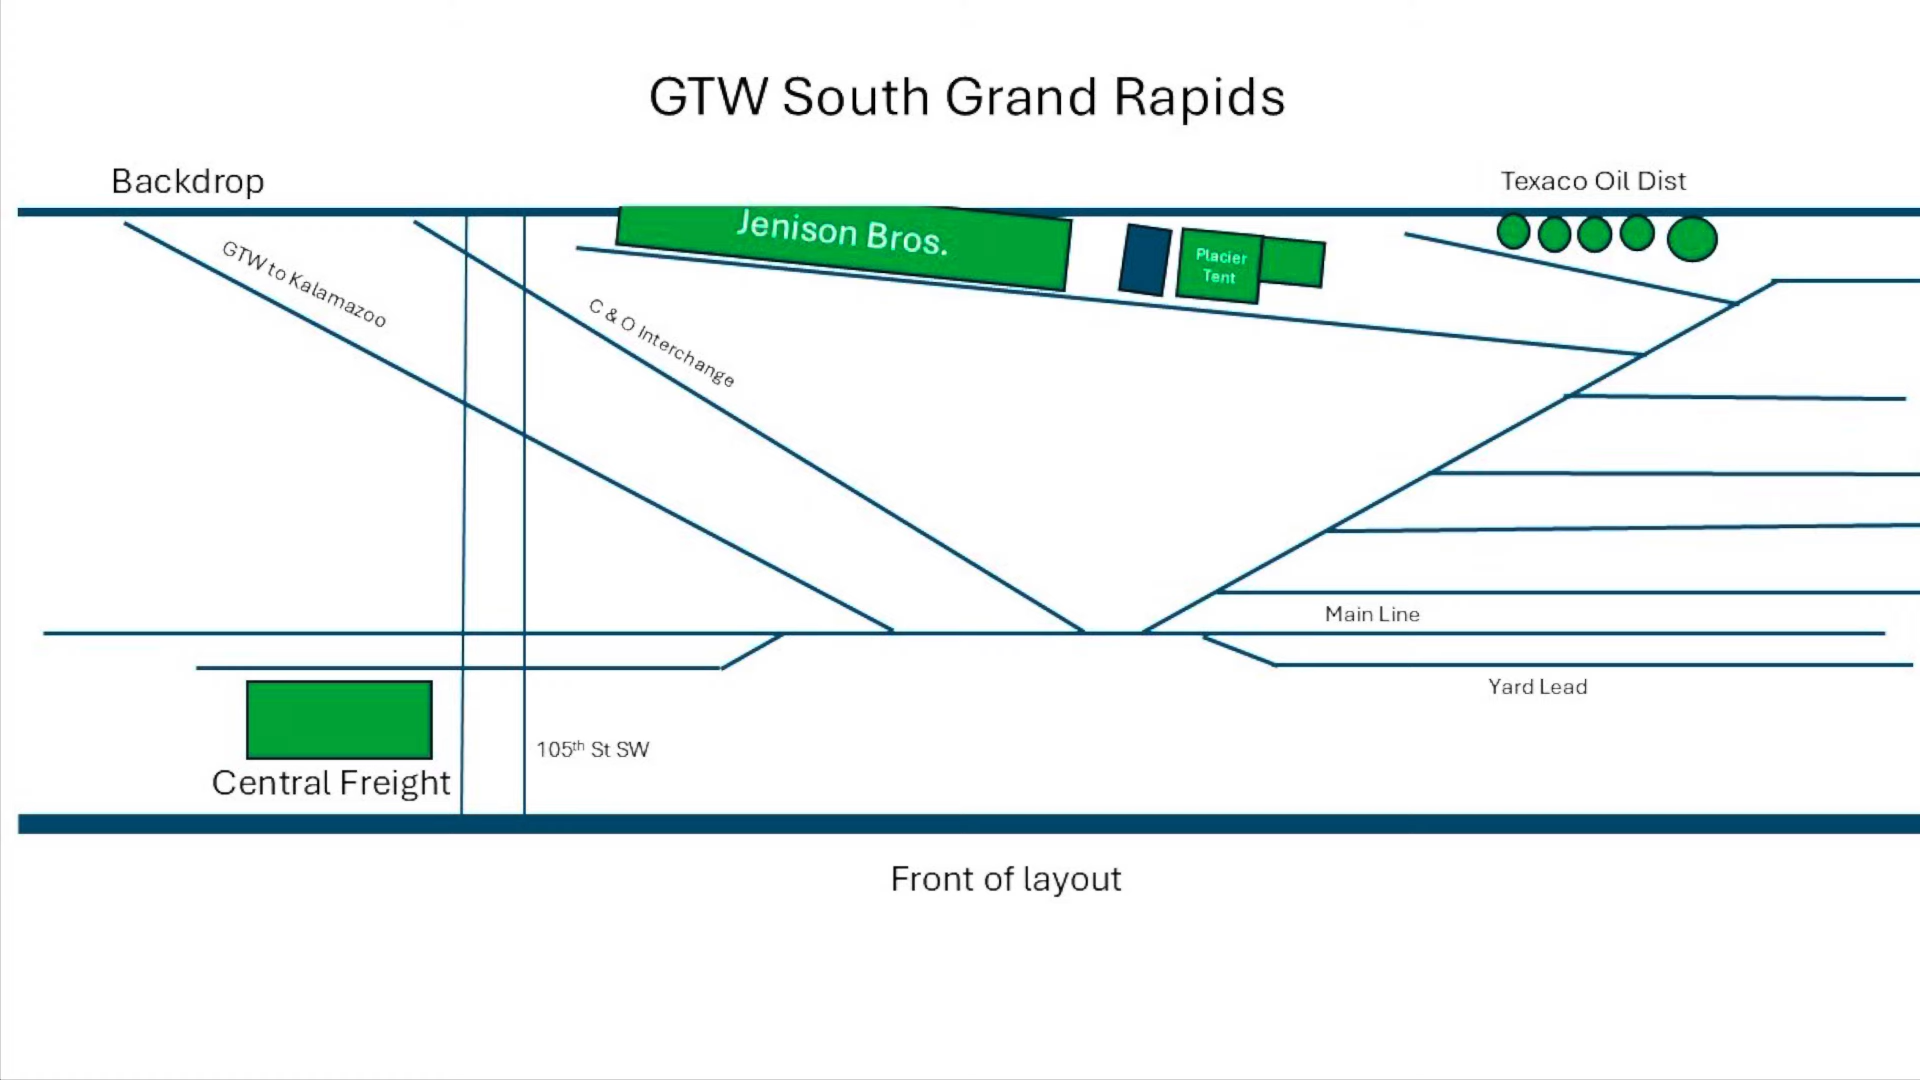 GTW South Grand Rapids
Backdrop
Texaco Oil Dist
Jenison Bros.
Placier
Tent
GTW to Kalamazoo
C & O Interchange
Main Line
Yard Lead
105th St SW
Central Freight
Front of layout